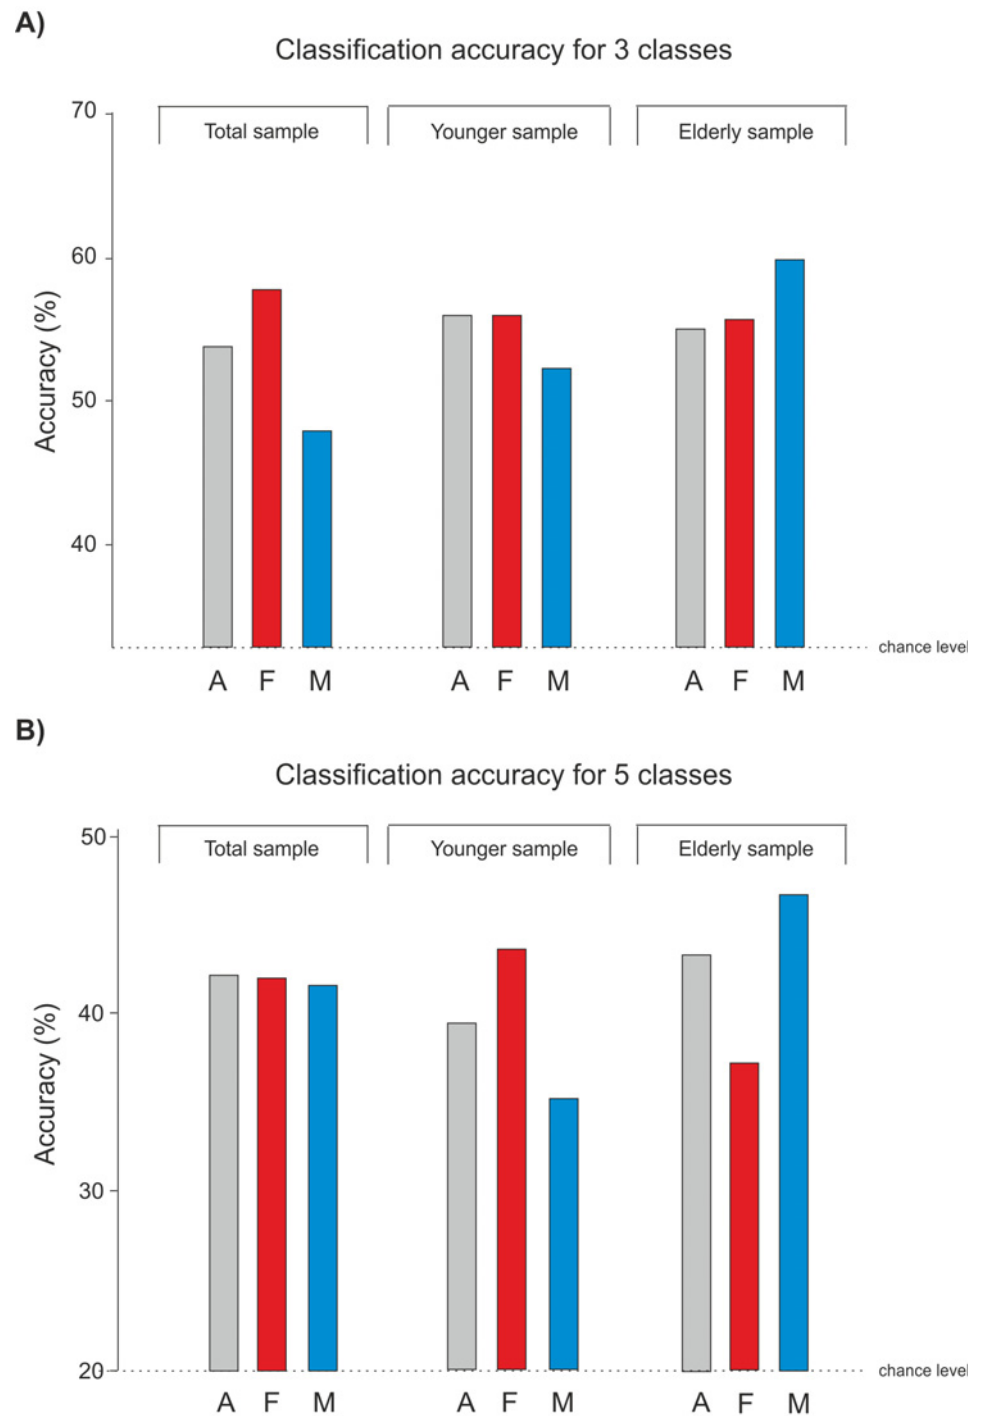 A)
Classification accuracy for 3 classes
70
Total sample
Younger sample
Elderly sample
60
Accuracy (%)
50
40
chance level
A F M A F M A F M
B)
Classification accuracy for 5 classes
50
Total sample
Younger sample
Elderly sample
40
Accuracy (%)
30
20
chance level
A F M A F M A F M